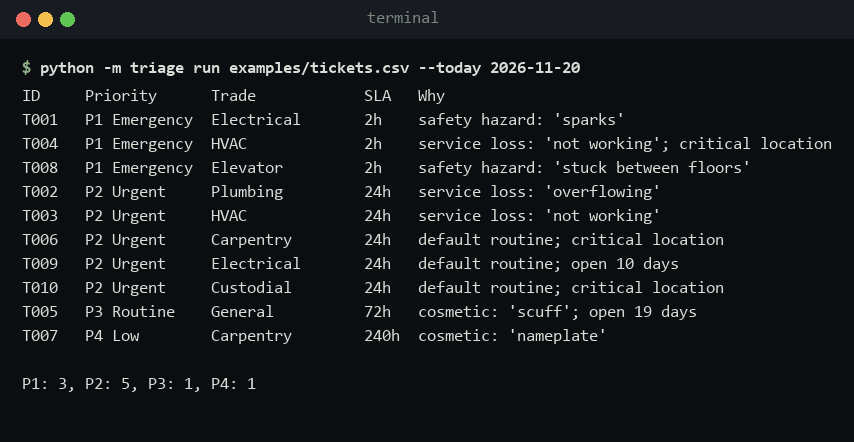 terminal
$ python -m triage run examples/tickets.csv --today 2026-11-20
ID     Priority      Trade            SLA   Why
T001   P1 Emergency  Electrical       2h    safety hazard: 'sparks'
T004   P1 Emergency  HVAC             2h    service loss: 'not working'; critical location
T008   P1 Emergency  Elevator         2h    safety hazard: 'stuck between floors'
T002   P2 Urgent     Plumbing         24h   service loss: 'overflowing'
T003   P2 Urgent     HVAC             24h   service loss: 'not working'
T006   P2 Urgent     Carpentry        24h   default routine; critical location
T009   P2 Urgent     Electrical       24h   default routine; open 10 days
T010   P2 Urgent     Custodial        24h   default routine; critical location
T005   P3 Routine    General          72h   cosmetic: 'scuff'; open 19 days
T007   P4 Low        Carpentry        240h  cosmetic: 'nameplate'
P1: 3, P2: 5, P3: 1, P4: 1